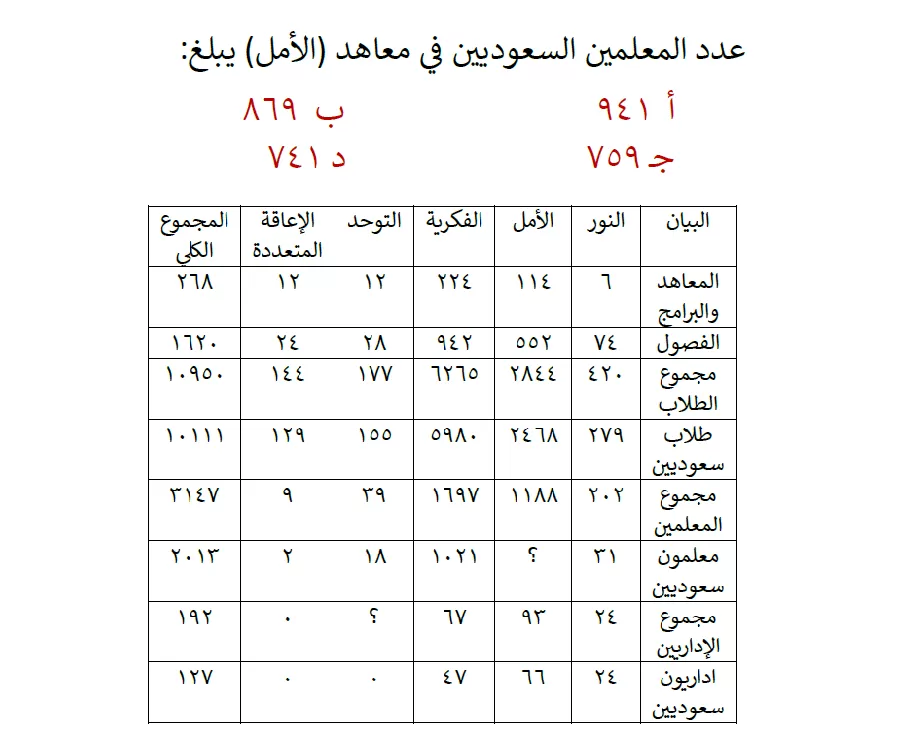 عدد المعلمين السعوديين في معاهد (الأمل) يبلغ:
أ ٩٤١ ب ٨٦٩
جـ ٧٥٩ د ٧٤١
البيان النور الأمل الفكرية التوحد الإعاقة المتعددة المجموع الكلي
المعاهد والبرامج ٦ ١١٤ ٢٢٤ ١٢ ١٢ ٢٦٨
الفصول ٧٤ ٥٥٢ ٩٤٢ ٢٨ ٢٤ ١٦٢٠
مجموع الطلاب ٤٢٠ ٢٨٤٤ ٦٢٦٥ ١٧٧ ١٤٤ ١٠٩٥٠
طلاب سعوديين ٢٧٩ ٢٤٦٨ ٥٩٨٠ ١٥٥ ١٢٩ ١٠١١١
مجموع المعلمين ٢٠٢ ١١٨٨ ١٦٩٧ ٣٩ ٩ ٣١٤٧
معلمون سعوديين ٣١ ؟ ١٠٢١ ١٨ ٢ ٢٠١٣
مجموع الإداريين ٢٤ ٩٣ ٦٧ ؟ ٠ ١٩٢
اداريون سعوديين ٢٤ ٦٦ ٤٧ ٠ ٠ ١٢٧